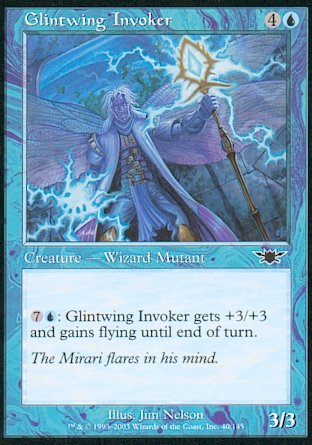 Glintwing Invoker 4
Creature — Wizard Mutant
7 : Glintwing Invoker gets +3/+3
and gains flying until end of turn.
The Mirari flares in his mind.
Illus. Jim Nelson
™ & © 1993-2003 Wizards of the Coast, Inc. 40/145
3/3